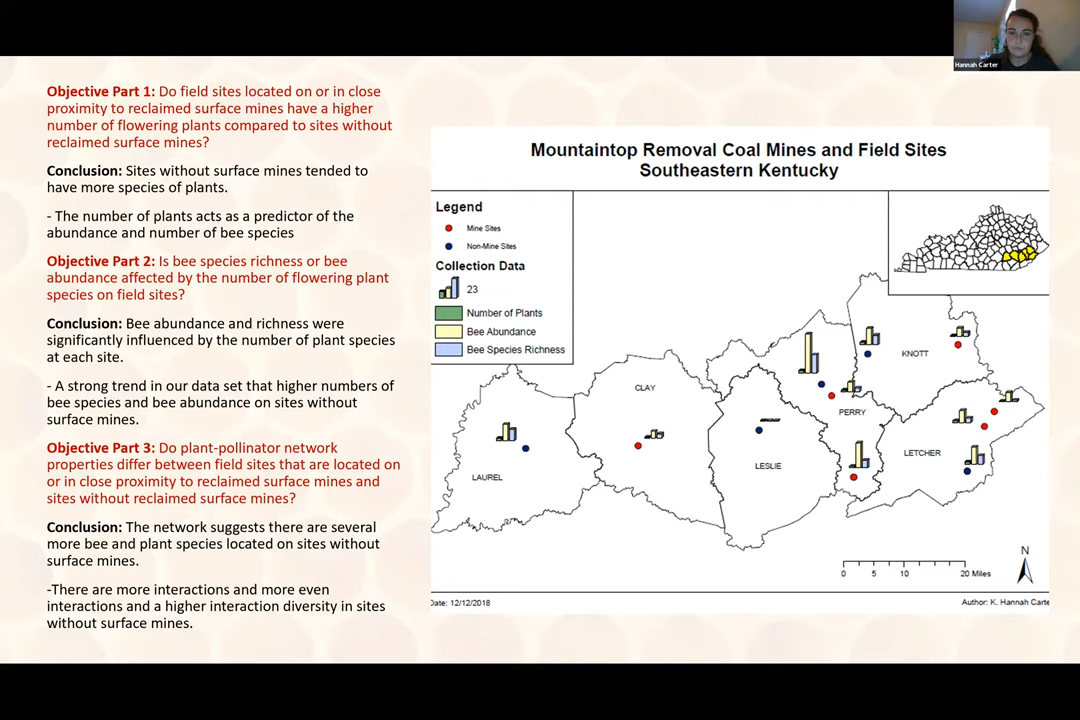 Hannah Carter
Objective Part 1: Do field sites located on or in close
proximity to reclaimed surface mines have a higher
number of flowering plants compared to sites without
reclaimed surface mines?
Conclusion: Sites without surface mines tended to
have more species of plants.
- The number of plants acts as a predictor of the
abundance and number of bee species
Objective Part 2: Is bee species richness or bee
abundance affected by the number of flowering plant
species on field sites?
Conclusion: Bee abundance and richness were
significantly influenced by the number of plant species
at each site.
- A strong trend in our data set that higher numbers of
bee species and bee abundance on sites without
surface mines.
Objective Part 3: Do plant-pollinator network
properties differ between field sites that are located on
or in close proximity to reclaimed surface mines and
sites without reclaimed surface mines?
Conclusion: The network suggests there are several
more bee and plant species located on sites without
surface mines.
-There are more interactions and more even
interactions and a higher interaction diversity in sites
without surface mines.
Mountaintop Removal Coal Mines and Field Sites
Southeastern Kentucky
Legend
Mine Sites
Non-Mine Sites
Collection Data
23
Number of Plants
Bee Abundance
Bee Species Richness
KNOTT
CLAY
PERRY
LETCHER
LESLIE
LAUREL
N
0 5 10 20 Miles
Date: 12/12/2018
Author: K. Hannah Carte